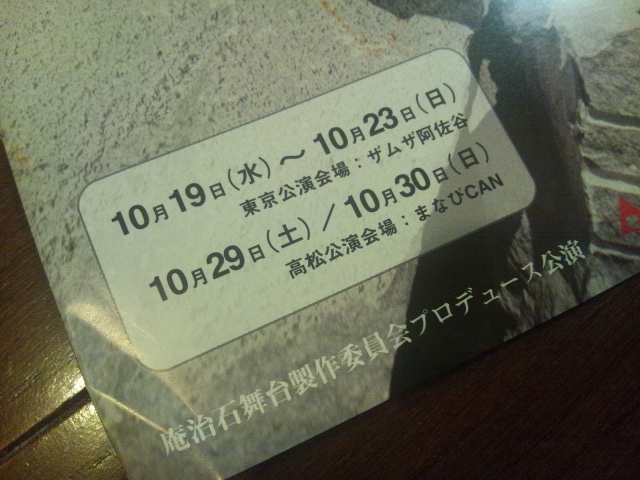 10月19日(水)～10月23日(日)
東京公演会場：ザムザ阿佐谷
10月29日(土)／10月30日(日)
高松公演会場：まなびCAN
庵治石舞台製作委員会プロデュース公演